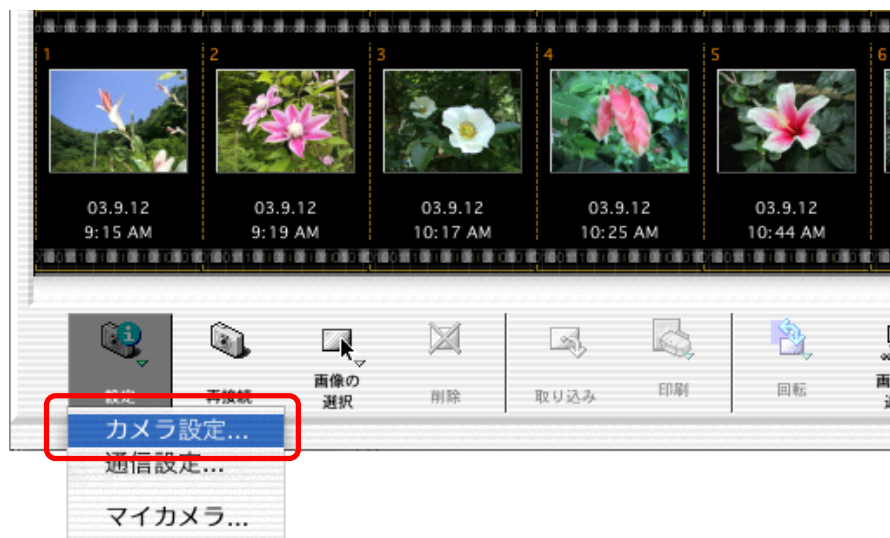 1
2
3
4
5
6
03.9.12
9:15 AM
03.9.12
9:19 AM
03.9.12
10:17 AM
03.9.12
10:25 AM
03.9.12
10:44 AM
設定
再接続
画像の
選択
削除
取り込み
印刷
回転
カメラ設定...
通信設定...
マイカメラ...